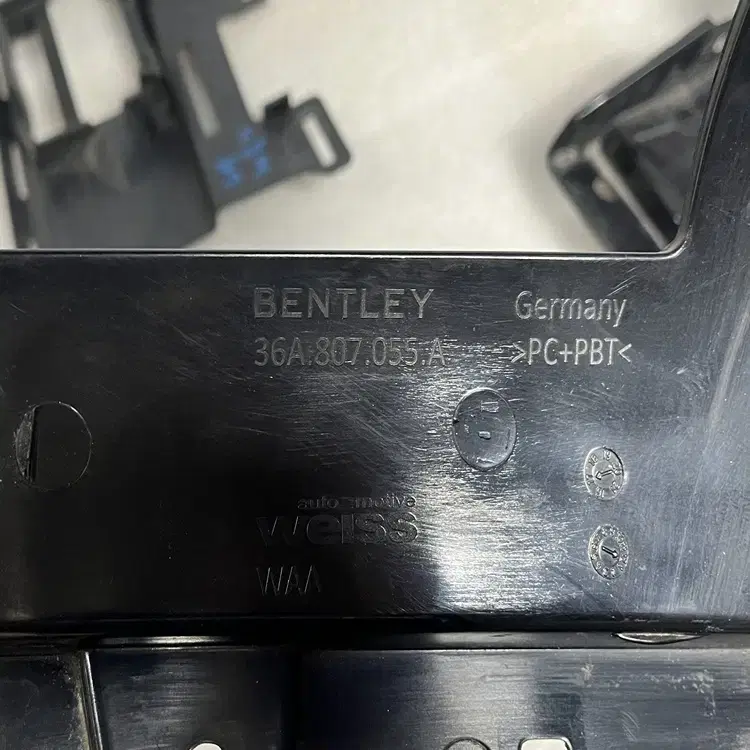 BENTLEY
Germany
36A.807.055.A
>PC+PBT<
automotive
weiss
WAA